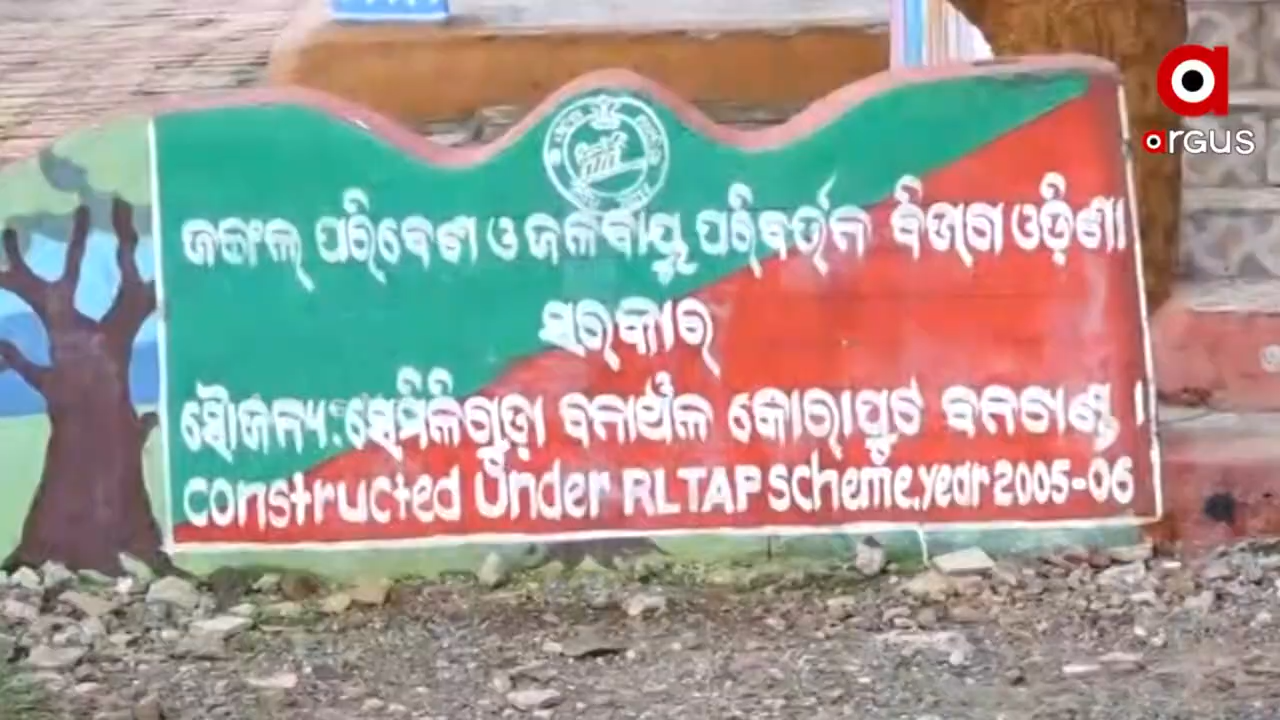 argus
ଜଙ୍ଗଲ୍ ପରିବେଶ ଓ ଜଳବାୟୁ ପରିବର୍ତ୍ତନ ବିଭାଗ ଓଡ଼ିଶା
ସରକାର
ସୌଜନ୍ୟ:ସେମିଳିଗୁଡ଼ା ବନାଞ୍ଚଳ କୋରାପୁଟ ବନଖଣ୍ଡ ।
constructed Under RLTAP Scheme,year 2005-06